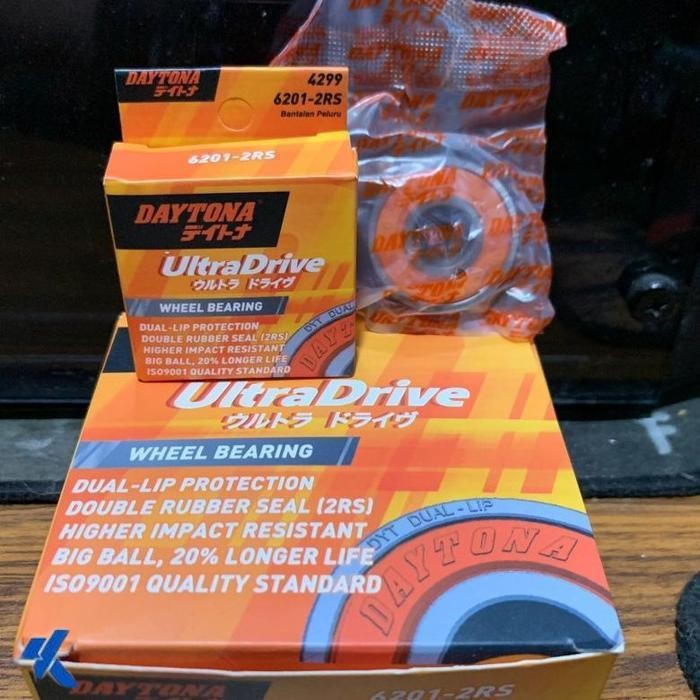 DAYTONA
デイトナ
4299
6201-2RS
Bantalan Peluru
6201-2RS
DAYTONA
デイトナ
UltraDrive
ウルトラ ドライヴ
WHEEL BEARING
DUAL-LIP PROTECTION
DOUBLE RUBBER SEAL (2RS)
HIGHER IMPACT RESISTANT
BIG BALL, 20% LONGER LIFE
ISO9001 QUALITY STANDARD
DYT DUAL
DAYTONA
UltraDrive
ウルトラ ドライヴ
WHEEL BEARING
DUAL-LIP PROTECTION
DOUBLE RUBBER SEAL (2RS)
HIGHER IMPACT RESISTANT
BIG BALL, 20% LONGER LIFE
ISO9001 QUALITY STANDARD
DYT DUAL-LIP
DAYTONA
DAYTONA
6201-2RS